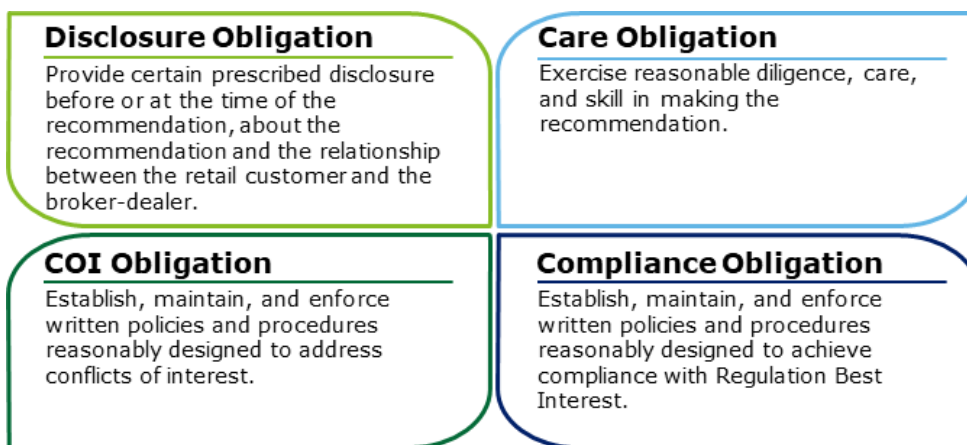 Disclosure Obligation
Provide certain prescribed disclosure
before or at the time of the
recommendation, about the
recommendation and the relationship
between the retail customer and the
broker-dealer.
Care Obligation
Exercise reasonable diligence, care,
and skill in making the
recommendation.
COI Obligation
Establish, maintain, and enforce
written policies and procedures
reasonably designed to address
conflicts of interest.
Compliance Obligation
Establish, maintain, and enforce
written policies and procedures
reasonably designed to achieve
compliance with Regulation Best
Interest.